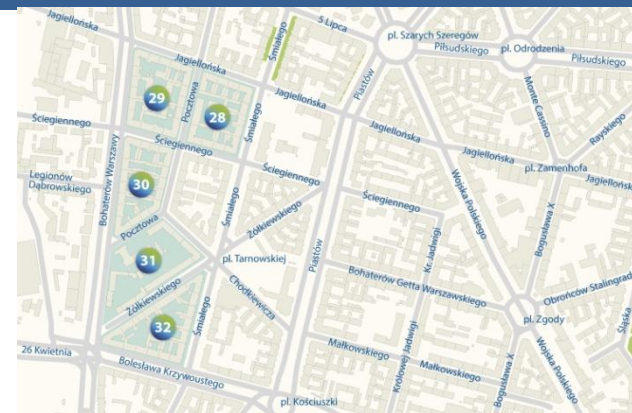 5 Lipca
pl. Szarych Szeregów
Piłsudskiego
pl. Odrodzenia
Piłsudskiego
Jagiellońska
Śmiałego
Jagiellońska
Piastów
Monte Cassino
Rayskiego
29
Pocztowa
28
Śmiałego
Ściegiennego
Ściegiennego
Jagiellońska
Jagiellońska
pl. Zamenhofa
Jagiellońska
Legionów
Dąbrowskiego
Bohaterów Warszawy
30
Ściegiennego
Ściegiennego
Wojska Polskiego
Bogusława X
Pocztowa
Śmiałego
Żółkiewskiego
Kr. Jadwigi
31
pl. Tarnowskiej
Piastów
Bohaterów Getta Warszawskiego
Obrońców Stalingradu
Żółkiewskiego
Chodkiewicza
pl. Zgody
Śląska
32
Śmiałego
Małkowskiego
Królowej Jadwigi
Małkowskiego
Bogusława X
Wojska Polskiego
26 Kwietnia
Bolesława Krzywoustego
pl. Kościuszki